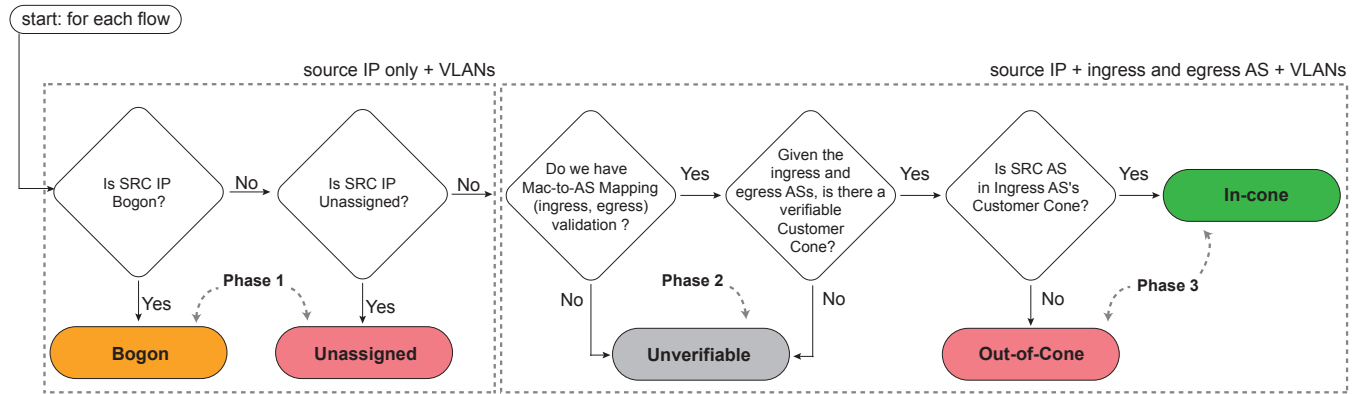 start: for each flow
source IP only + VLANs
source IP + ingress and egress AS + VLANs
Is SRC IP
Bogon?
No
Is SRC IP
Unassigned?
No
Do we have
Mac-to-AS Mapping
(ingress, egress)
validation ?
Yes
Given the
ingress and
egress ASs, is there a
verifiable
Customer
Cone?
Yes
Is SRC AS
in Ingress AS's
Customer Cone?
Yes
In-cone
Yes
Phase 1
Yes
No
Phase 2
No
No
Phase 3
Bogon
Unassigned
Unverifiable
Out-of-Cone